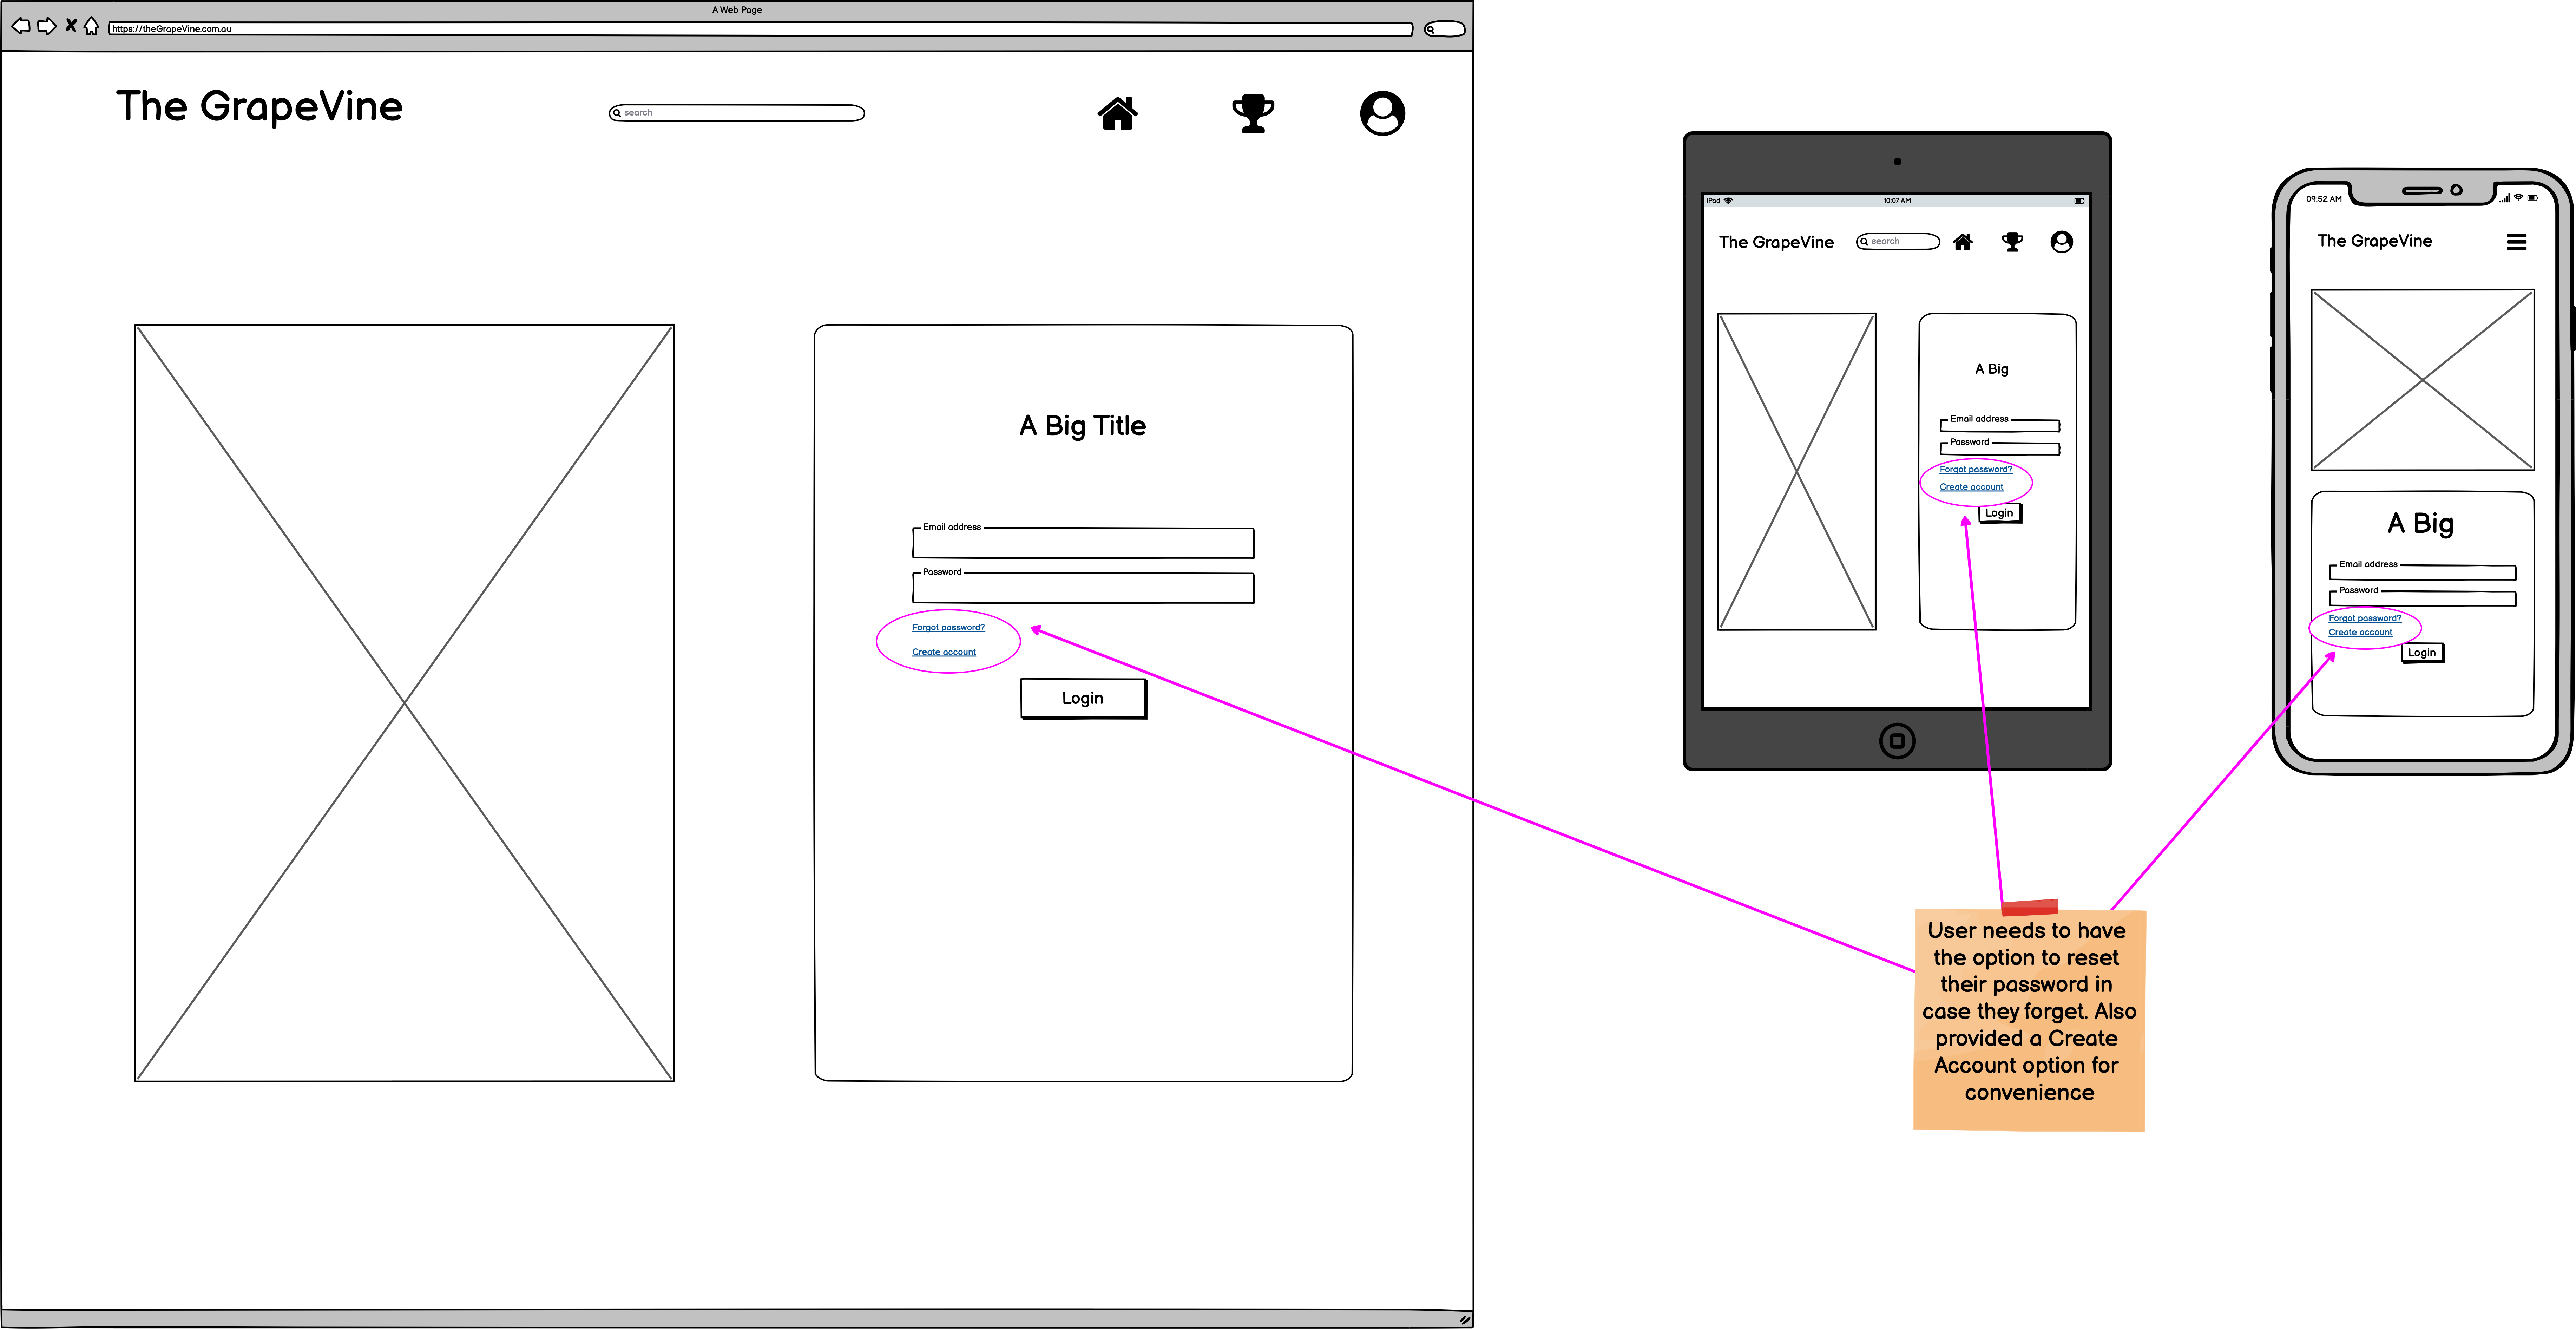 A Web Page
https://theGrapeVine.com.au
The GrapeVine
search
A Big Title
Email address
Password
Forgot password?
Create account
Login
iPad
10:07 AM
The GrapeVine
search
A Big
Email address
Password
Forgot password?
Create account
Login
09:52 AM
The GrapeVine
A Big
Email address
Password
Forgot password?
Create account
Login
User needs to have
the option to reset
their password in
case they forget. Also
provided a Create
Account option for
convenience